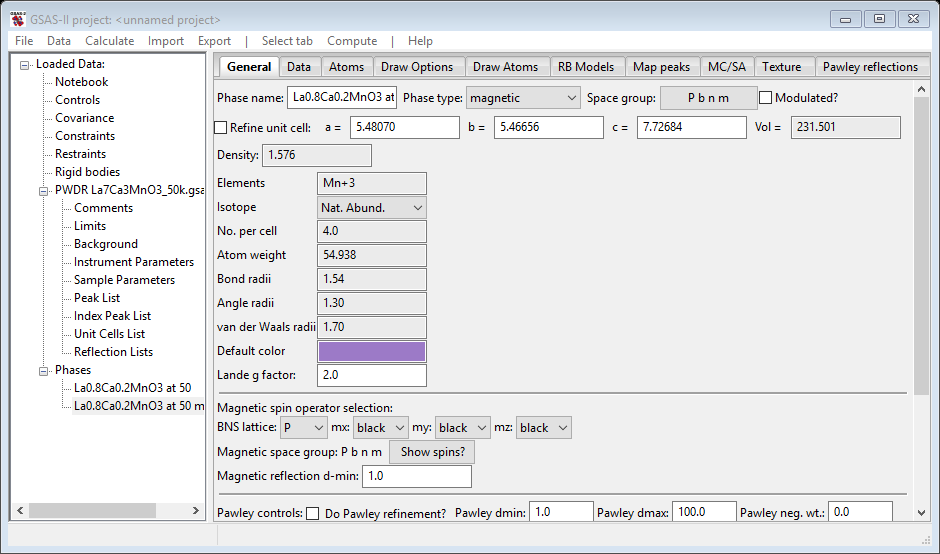 GSAS-II project: <unnamed project>
File Data Calculate Import Export | Select tab Compute | Help
Loaded Data:
Notebook
Controls
Covariance
Constraints
Restraints
Rigid bodies
PWDR La7Ca3MnO3_50k.gsa
Comments
Limits
Background
Instrument Parameters
Sample Parameters
Peak List
Index Peak List
Unit Cells List
Reflection Lists
Phases
La0.8Ca0.2MnO3 at 50
La0.8Ca0.2MnO3 at 50 m
General Data Atoms Draw Options Draw Atoms RB Models Map peaks MC/SA Texture Pawley reflections
Phase name: La0.8Ca0.2MnO3 at Phase type: magnetic Space group: P b n m Modulated?
Refine unit cell: a = 5.48070 b = 5.46656 c = 7.72684 Vol = 231.501
Density: 1.576
Elements Mn+3
Isotope Nat. Abund.
No. per cell 4.0
Atom weight 54.938
Bond radii 1.54
Angle radii 1.30
van der Waals radii 1.70
Default color
Lande g factor: 2.0
Magnetic spin operator selection:
BNS lattice: P mx: black my: black mz: black
Magnetic space group: P b n m Show spins?
Magnetic reflection d-min: 1.0
Pawley controls: Do Pawley refinement? Pawley dmin: 1.0 Pawley dmax: 100.0 Pawley neg. wt.: 0.0